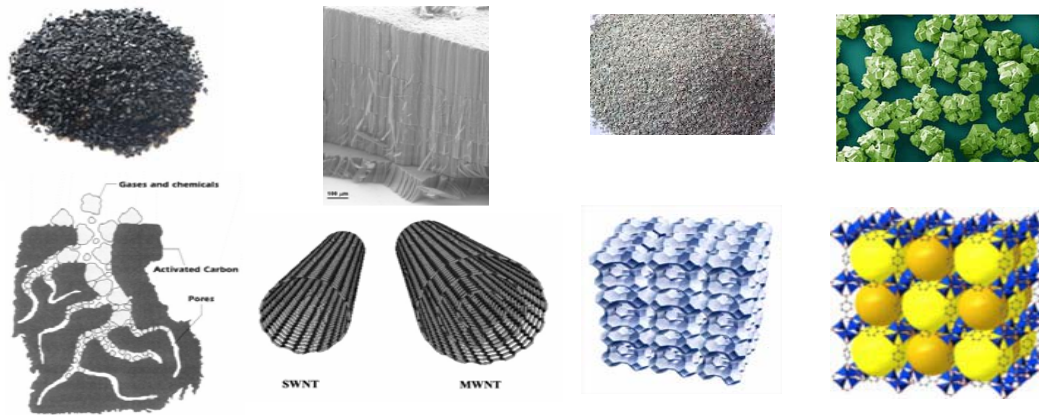 100 µm
Gases and chemicals
Activated Carbon
Pores
SWNT
MWNT